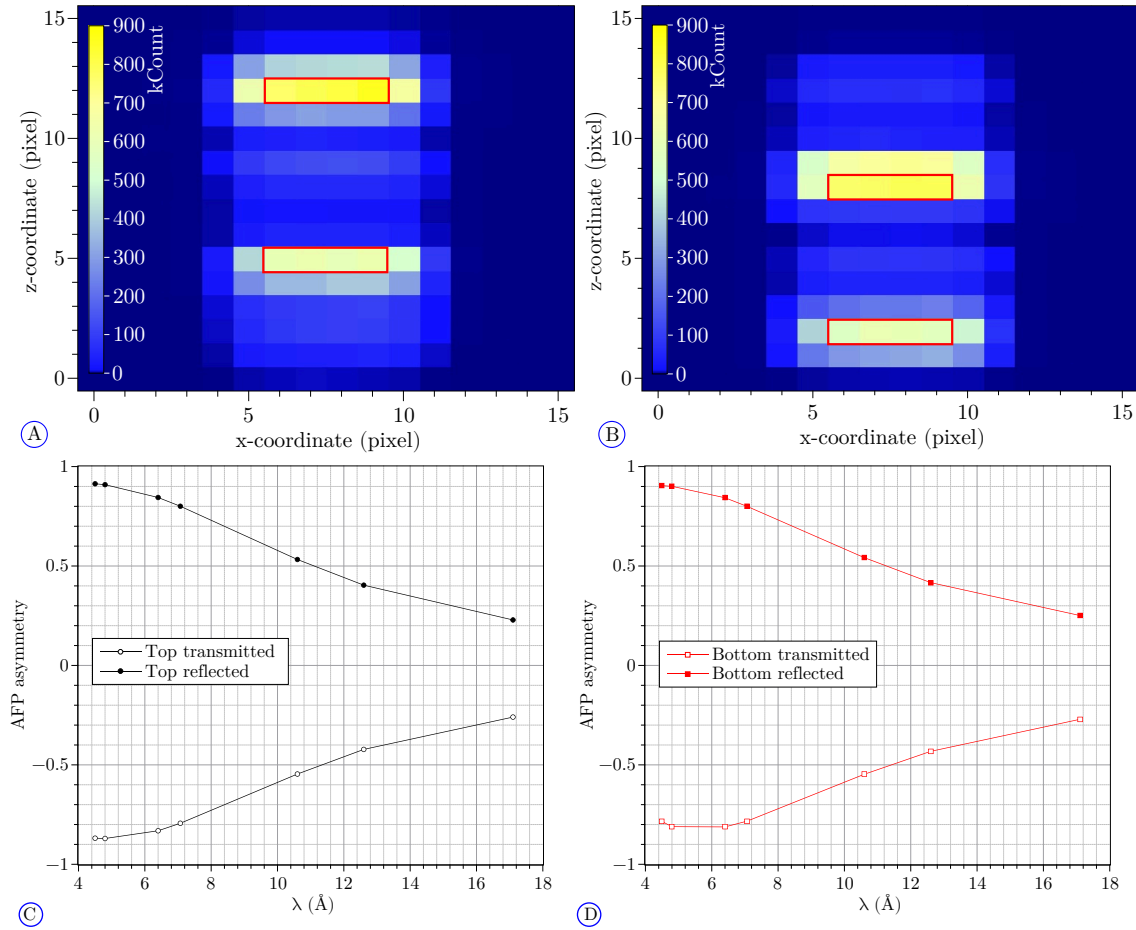 15
10
5
0
z-coordinate (pixel)
900
800
700
600
500
400
300
200
100
0
kCount
0
5
10
15
x-coordinate (pixel)
A
15
10
5
0
z-coordinate (pixel)
900
800
700
600
500
400
300
200
100
0
kCount
0
5
10
15
x-coordinate (pixel)
B
1
0.5
0
−0.5
−1
AFP asymmetry
Top transmitted
Top reflected
4 6 8 10 12 14 16 18
λ (Å)
C
1
0.5
0
−0.5
−1
AFP asymmetry
Bottom transmitted
Bottom reflected
4 6 8 10 12 14 16 18
λ (Å)
D